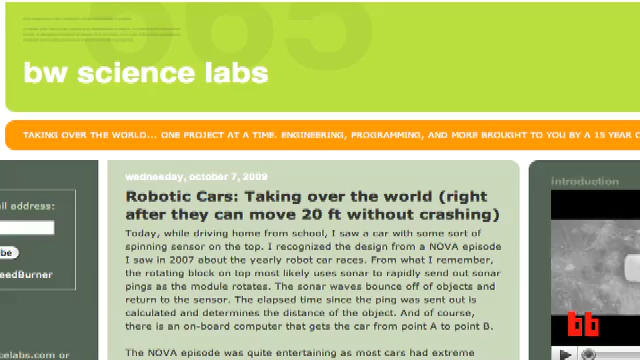 365
bw science labs
TAKING OVER THE WORLD... ONE PROJECT AT A TIME. ENGINEERING, PROGRAMMING, AND MORE BROUGHT TO YOU BY A 15 YEAR O
wednesday, october 7, 2009
Robotic Cars: Taking over the world (right
after they can move 20 ft without crashing)
Today, while driving home from school, I saw a car with some sort of
spinning sensor on the top. I recognized the design from a NOVA episode
I saw in 2007 about the yearly robot car races. From what I remember,
the rotating block on top most likely uses sonar to rapidly send out sonar
pings as the module rotates. The sonar waves bounce off of objects and
return to the sensor. The elapsed time since the ping was sent out is
calculated and determines the distance of the object. And of course,
there is an on-board computer that gets the car from point A to point B.
The NOVA episode was quite entertaining as most cars had extreme
il address:
be
eedBurner
celabs.com or
introduction
bb